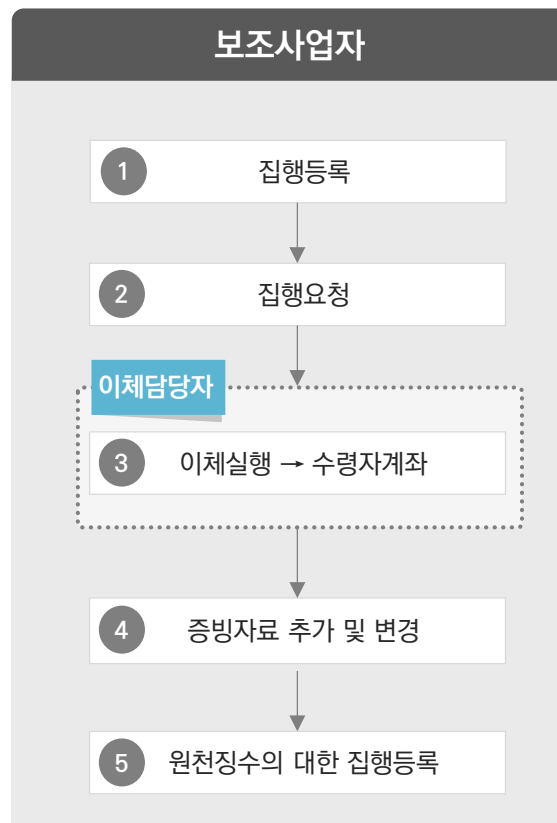 보조사업자
1 집행등록
2 집행요청
이체담당자
3 이체실행 → 수령자계좌
4 증빙자료 추가 및 변경
5 원천징수의 대한 집행등록